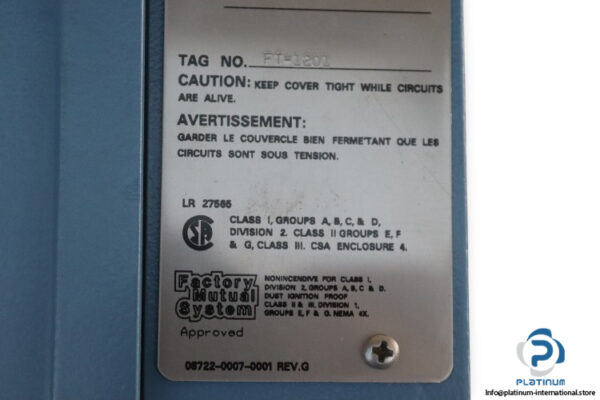 TAG NO. FT-1201
CAUTION: KEEP COVER TIGHT WHILE CIRCUITS
ARE ALIVE.
AVERTISSEMENT:
GARDER LE COUVERCLE BIEN FERMETANT QUE LES
CIRCUITS SONT SOUS TENSION.
LR 27565
CLASS I, GROUPS A, B, C, & D,
DIVISION 2. CLASS II GROUPS E, F
& G, CLASS III. CSA ENCLOSURE 4.
Factory
Mutual
System
Approved
NONINCENDIVE FOR CLASS I,
DIVISION 2, GROUPS A, B, C & D.
DUST IGNITION PROOF
CLASS II & III, DIVISION 1,
GROUPS E, F & G. NEMA 4X.
08722-0007-0001 REV.G
PLATINUM
Info@platinum-international.store